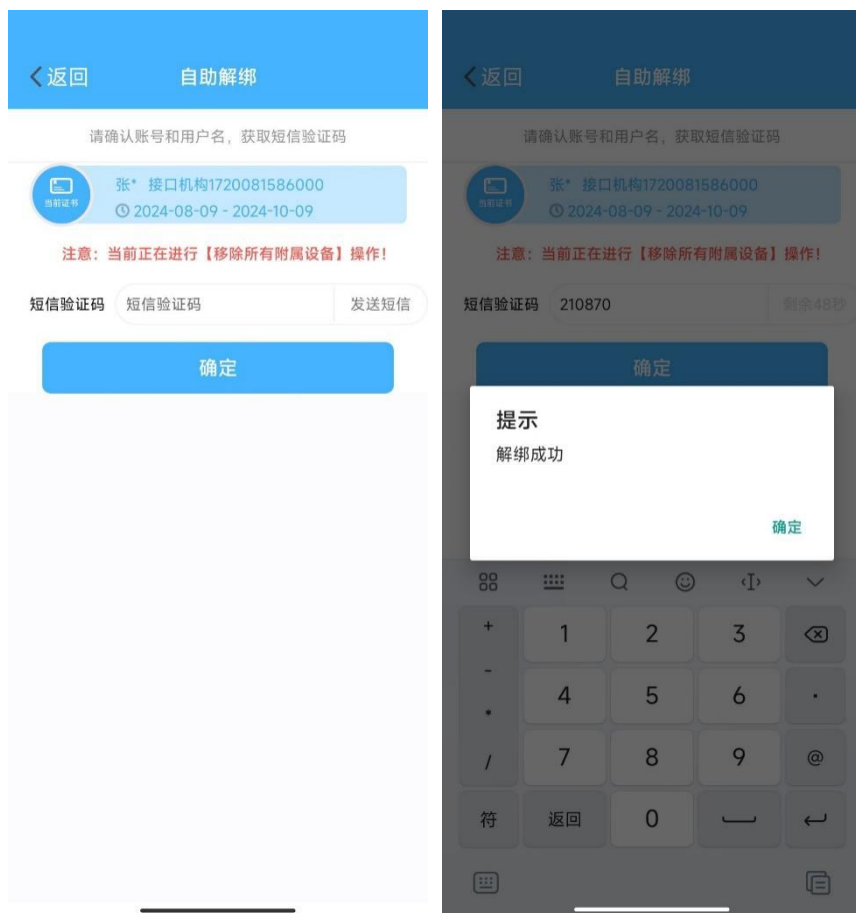 返回 自助解绑
请确认账号和用户名，获取短信验证码
张* 接口机构1720081586000
当前证书
2024-08-09 - 2024-10-09
注意：当前正在进行【移除所有附属设备】操作！
短信验证码 短信验证码 发送短信
确定
返回 自助解绑
请确认账号和用户名，获取短信验证码
张* 接口机构1720081586000
当前证书
2024-08-09 - 2024-10-09
注意：当前正在进行【移除所有附属设备】操作！
短信验证码 210870 剩余48秒
确定
提示
解绑成功
确定
+ 1 2 3
-
4 5 6 .
*
/ 7 8 9 @
符 返回 0